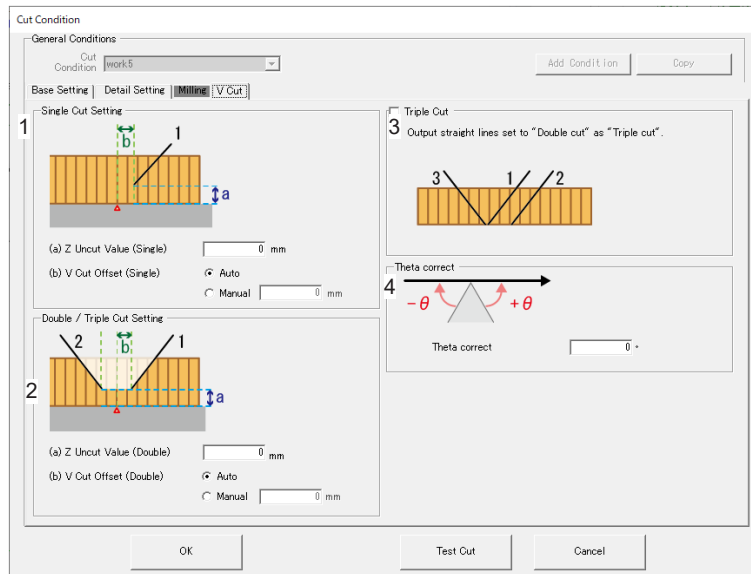 Cut Condition
General Conditions
Cut Condition work5
Add Condition Copy
Base Setting Detail Setting Milling V Cut
Single Cut Setting
1
b
1
a
(a) Z Uncut Value (Single) 0 mm
(b) V Cut Offset (Single) Auto
Manual 0 mm
Double / Triple Cut Setting
2
b
1
2
a
(a) Z Uncut Value (Double) 0 mm
(b) V Cut Offset (Double) Auto
Manual 0 mm
Triple Cut
3
Output straight lines set to "Double cut" as "Triple cut".
3 1 2
Theta correct
4
-θ +θ
Theta correct 0 °
OK Test Cut Cancel